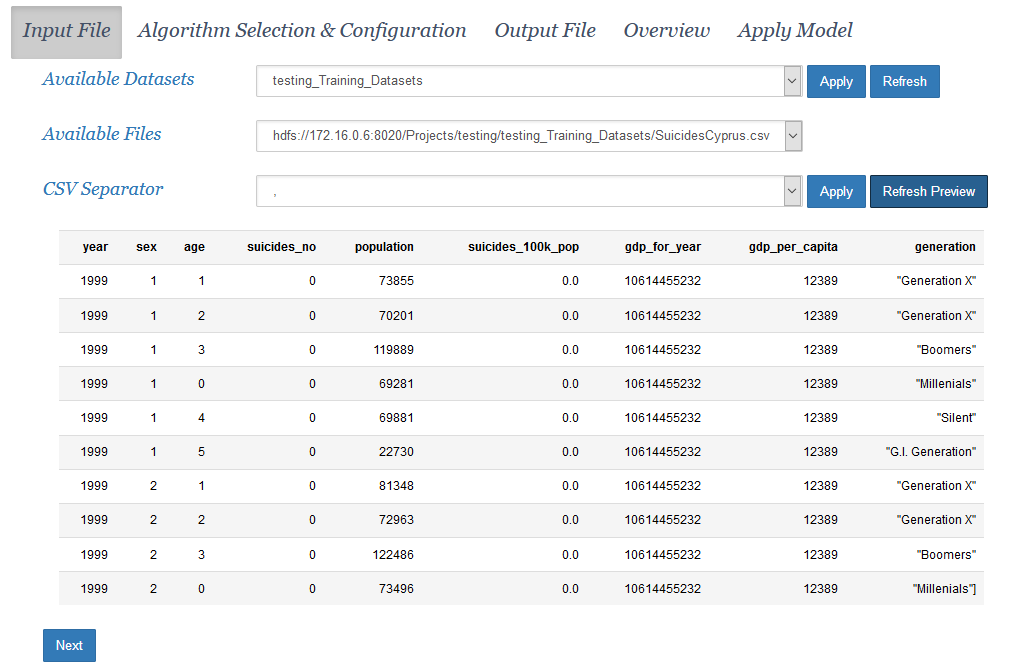 Input File Algorithm Selection & Configuration Output File Overview Apply Model
Available Datasets testing_Training_Datasets Apply Refresh
Available Files hdfs://172.16.0.6:8020/Projects/testing/testing_Training_Datasets/SuicidesCyprus.csv
CSV Separator , Apply Refresh Preview
year sex age suicides_no population suicides_100k_pop gdp_for_year gdp_per_capita generation
1999 1 1 0 73855 0.0 10614455232 12389 "Generation X"
1999 1 2 0 70201 0.0 10614455232 12389 "Generation X"
1999 1 3 0 119889 0.0 10614455232 12389 "Boomers"
1999 1 0 0 69281 0.0 10614455232 12389 "Millenials"
1999 1 4 0 69881 0.0 10614455232 12389 "Silent"
1999 1 5 0 22730 0.0 10614455232 12389 "G.I. Generation"
1999 2 1 0 81348 0.0 10614455232 12389 "Generation X"
1999 2 2 0 72963 0.0 10614455232 12389 "Generation X"
1999 2 3 0 122486 0.0 10614455232 12389 "Boomers"
1999 2 0 0 73496 0.0 10614455232 12389 "Millenials"]
Next